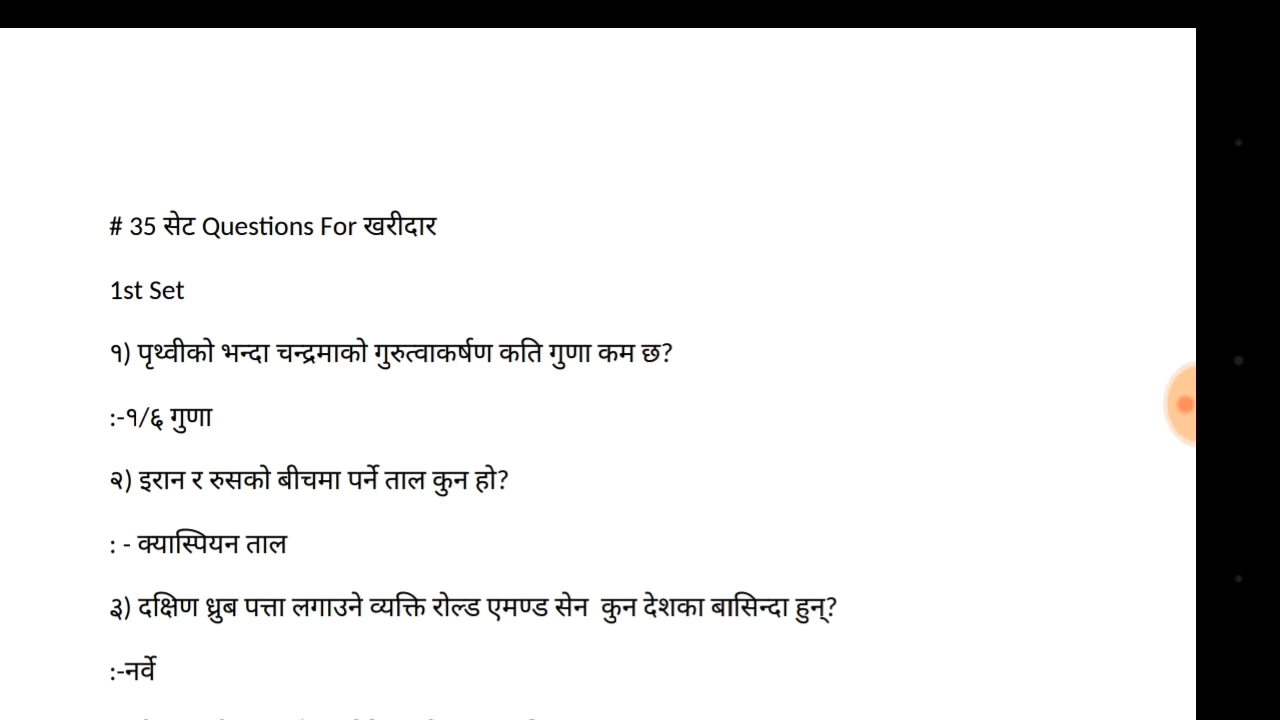 # 35 सेट Questions For खरीदार
1st Set
१) पृथ्वीको भन्दा चन्द्रमाको गुरुत्वाकर्षण कति गुणा कम छ?
:-१/६ गुणा
२) इरान र रुसको बीचमा पर्ने ताल कुन हो?
: - क्यास्पियन ताल
३) दक्षिण ध्रुब पत्ता लगाउने व्यक्ति रोल्ड एमण्ड सेन कुन देशका बासिन्दा हुन्?
:-नर्वे